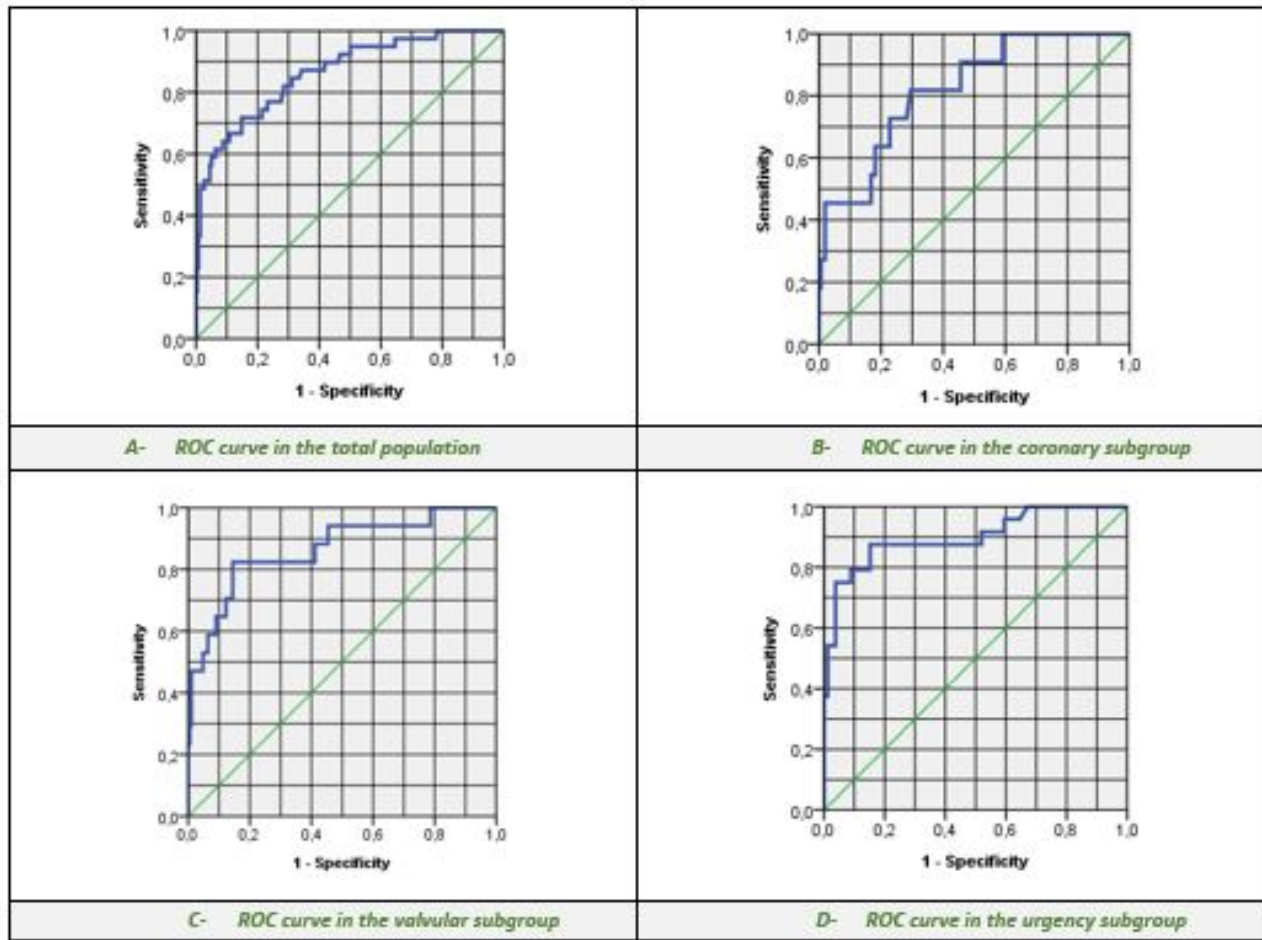 1,0
0,8
0,6
0,4
0,2
0,0
Sensitivity
0,0 0,2 0,4 0,6 0,8 1,0
1 - Specificity
A- ROC curve in the total population
1,0
0,8
0,6
0,4
0,2
0,0
Sensitivity
0,0 0,2 0,4 0,6 0,8 1,0
1 - Specificity
B- ROC curve in the coronary subgroup
1,0
0,8
0,6
0,4
0,2
0,0
Sensitivity
0,0 0,2 0,4 0,6 0,8 1,0
1 - Specificity
C- ROC curve in the valvular subgroup
1,0
0,8
0,6
0,4
0,2
0,0
Sensitivity
0,0 0,2 0,4 0,6 0,8 1,0
1 - Specificity
D- ROC curve in the urgency subgroup